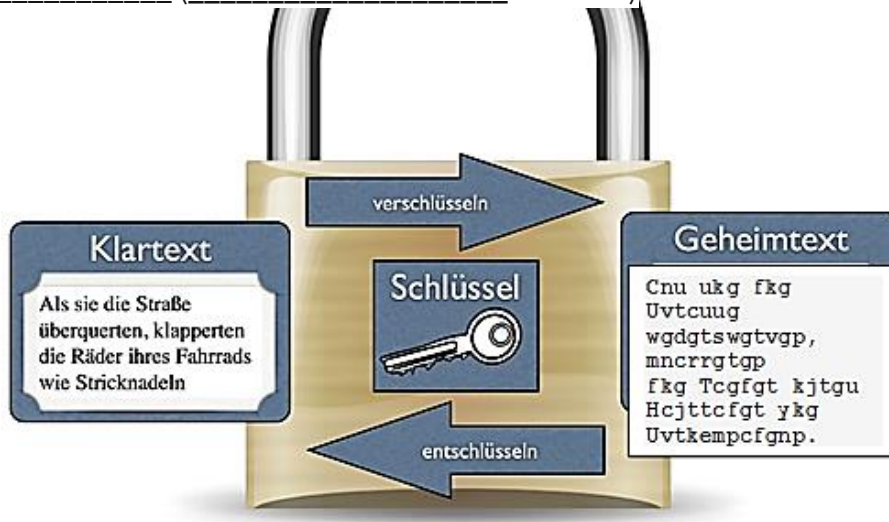 verschlüsseln
Klartext
Als sie die Straße
überquerten, klapperten
die Räder ihres Fahrrads
wie Stricknadeln
Schlüssel
Geheimtext
Cnu ukg fkg
Uvtcuug
wgdgtswgtvgp,
mncrrgtgp
fkg Tcgfgt kjtgu
Hcjttcfgt ykg
Uvtkempcfgnp.
entschlüsseln